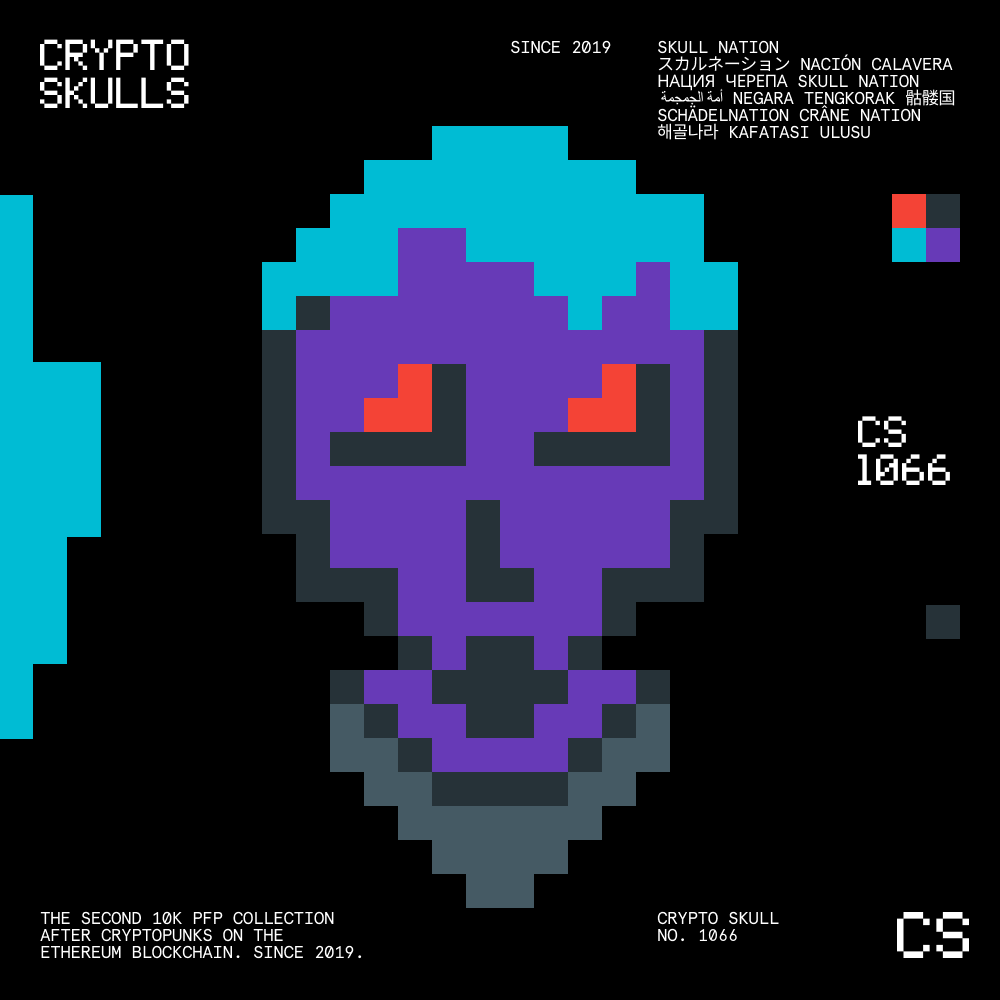 CRYPTO
SKULLS
SINCE 2019
SKULL NATION
スカルネーション NACIÓN CALAVERA
НАЦИЯ ЧЕРЕПА SKULL NATION
أمة الجمجمة NEGARA TENGKORAK 骷髅国
SCHÄDELNATION CRÂNE NATION
해골나라 KAFATASI ULUSU
CS
1066
THE SECOND 10K PFP COLLECTION
AFTER CRYPTOPUNKS ON THE
ETHEREUM BLOCKCHAIN. SINCE 2019.
CRYPTO SKULL
NO. 1066
CS